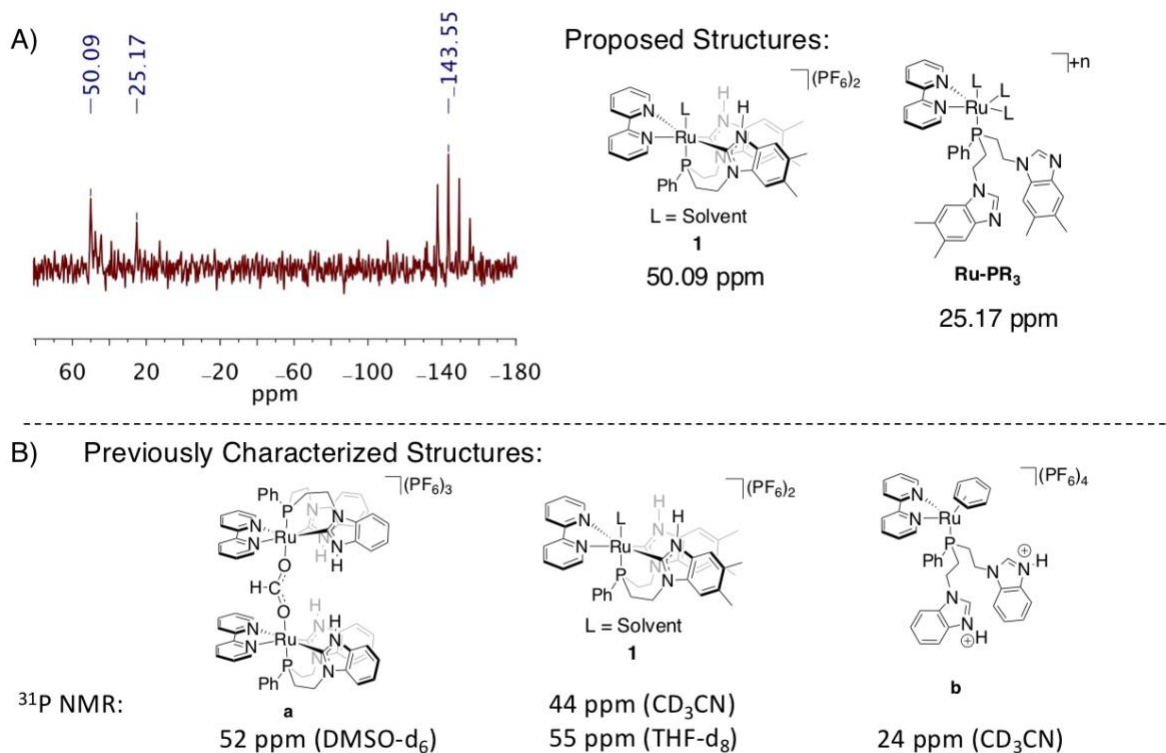 A)
−50.09
−25.17
−−143.55
60 20 −20 −60 −100 −140 −180
ppm
Proposed Structures:
(PF6)2
L
N
H
N
N
Ru
N
N
P
Ph
L = Solvent
1
50.09 ppm
+n
L
L
L
N
N
Ru
P
Ph
N
N
N
N
Ru-PR3
25.17 ppm
B) Previously Characterized Structures:
(PF6)3
Ph
P
N
N
N
Ru
N
N
H
H
O
H
C
O
H
N
N
N
Ru
N
H
N
P
Ph
a
(PF6)2
L
H
N
H
N
N
Ru
N
N
P
Ph
L = Solvent
1
(PF6)4
N
N
Ru
P
Ph
N
NH
+
N
N
H
+
b
31P NMR:
52 ppm (DMSO-d6)
44 ppm (CD3CN)
55 ppm (THF-d8)
24 ppm (CD3CN)